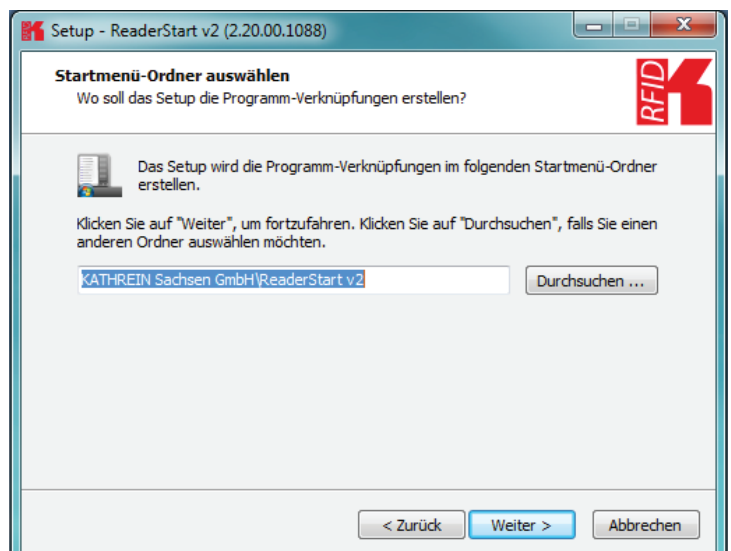 Setup - ReaderStart v2 (2.20.00.1088)
Startmenü-Ordner auswählen
Wo soll das Setup die Programm-Verknüpfungen erstellen?
RFID
Das Setup wird die Programm-Verknüpfungen im folgenden Startmenü-Ordner
erstellen.
Klicken Sie auf "Weiter", um fortzufahren. Klicken Sie auf "Durchsuchen", falls Sie einen
anderen Ordner auswählen möchten.
KATHREIN Sachsen GmbH\ReaderStart v2
Durchsuchen ...
< Zurück
Weiter >
Abbrechen